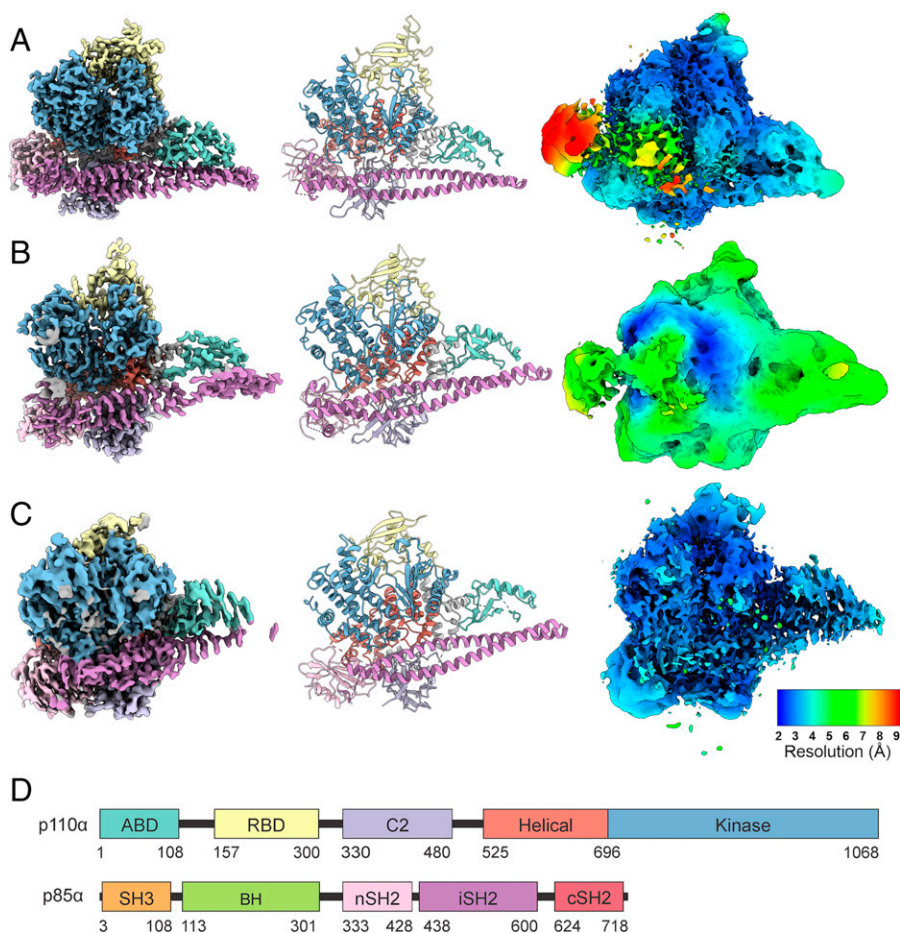 A
B
C
2 3 4 5 6 7 8 9
Resolution (Å)
D
p110α ABD RBD C2 Helical Kinase
1 108 157 300 330 480 525 696 1068
p85α SH3 BH nSH2 iSH2 cSH2
3 108 113 301 333 428 438 600 624 718